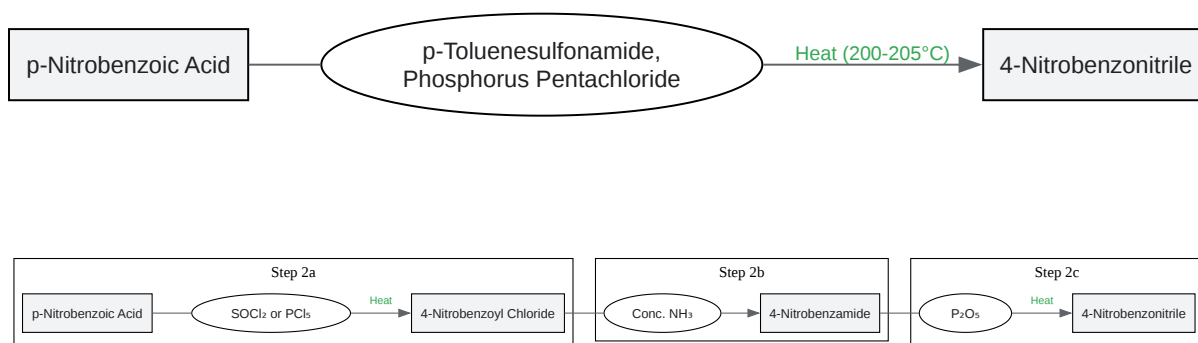 p-Nitrobenzoic Acid
p-Toluenesulfonamide,
Phosphorus Pentachloride
Heat (200-205°C)
4-Nitrobenzonitrile
Step 2a
p-Nitrobenzoic Acid
SOCl₂ or PCl₅
Heat
4-Nitrobenzoyl Chloride
Step 2b
Conc. NH₃
4-Nitrobenzamide
Step 2c
P₂O₅
Heat
4-Nitrobenzonitrile